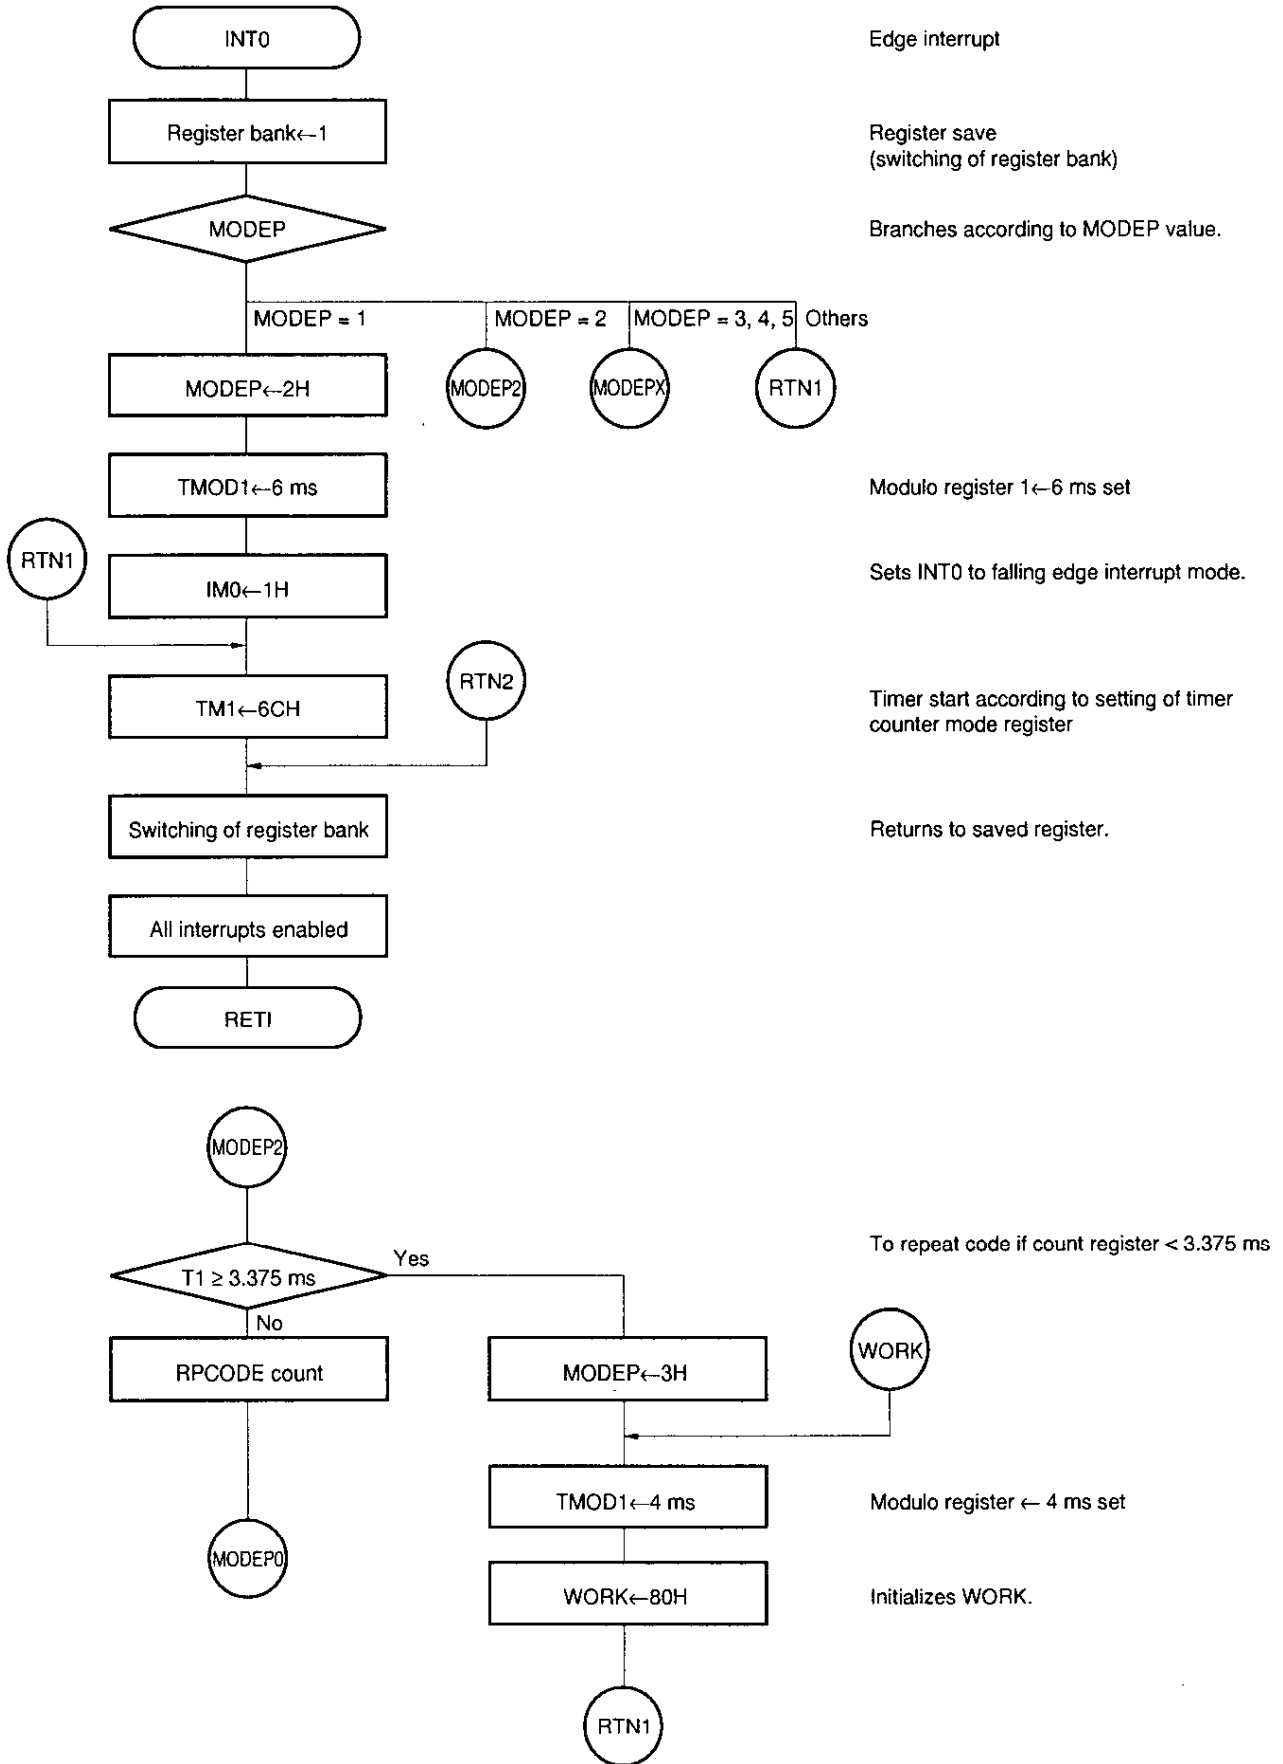 INT0
Edge interrupt
Register bank←1
Register save
(switching of register bank)
MODEP
Branches according to MODEP value.
MODEP = 1
MODEP = 2
MODEP = 3, 4, 5
Others
MODEP←2H
MODEP2
MODEPX
RTN1
TMOD1←6 ms
Modulo register 1←6 ms set
RTN1
IM0←1H
Sets INT0 to falling edge interrupt mode.
RTN2
TM1←6CH
Timer start according to setting of timer
counter mode register
Switching of register bank
Returns to saved register.
All interrupts enabled
RETI
MODEP2
To repeat code if count register < 3.375 ms
Yes
T1 ≥ 3.375 ms
No
RPCODE count
MODEP←3H
WORK
TMOD1←4 ms
Modulo register ← 4 ms set
MODEP0
WORK←80H
Initializes WORK.
RTN1